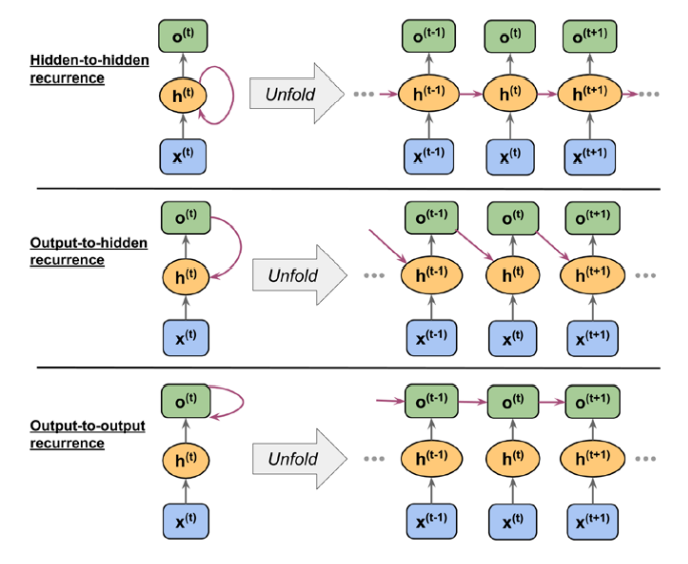 o(t) o(t-1) o(t) o(t+1)
Hidden-to-hidden
recurrence
h(t) Unfold ••• h(t-1) h(t) h(t+1) •••
x(t) x(t-1) x(t) x(t+1)
o(t) o(t-1) o(t) o(t+1)
Output-to-hidden
recurrence
h(t) Unfold ••• h(t-1) h(t) h(t+1) •••
x(t) x(t-1) x(t) x(t+1)
o(t) o(t-1) o(t) o(t+1)
Output-to-output
recurrence
h(t) Unfold ••• h(t-1) h(t) h(t+1) •••
x(t) x(t-1) x(t) x(t+1)